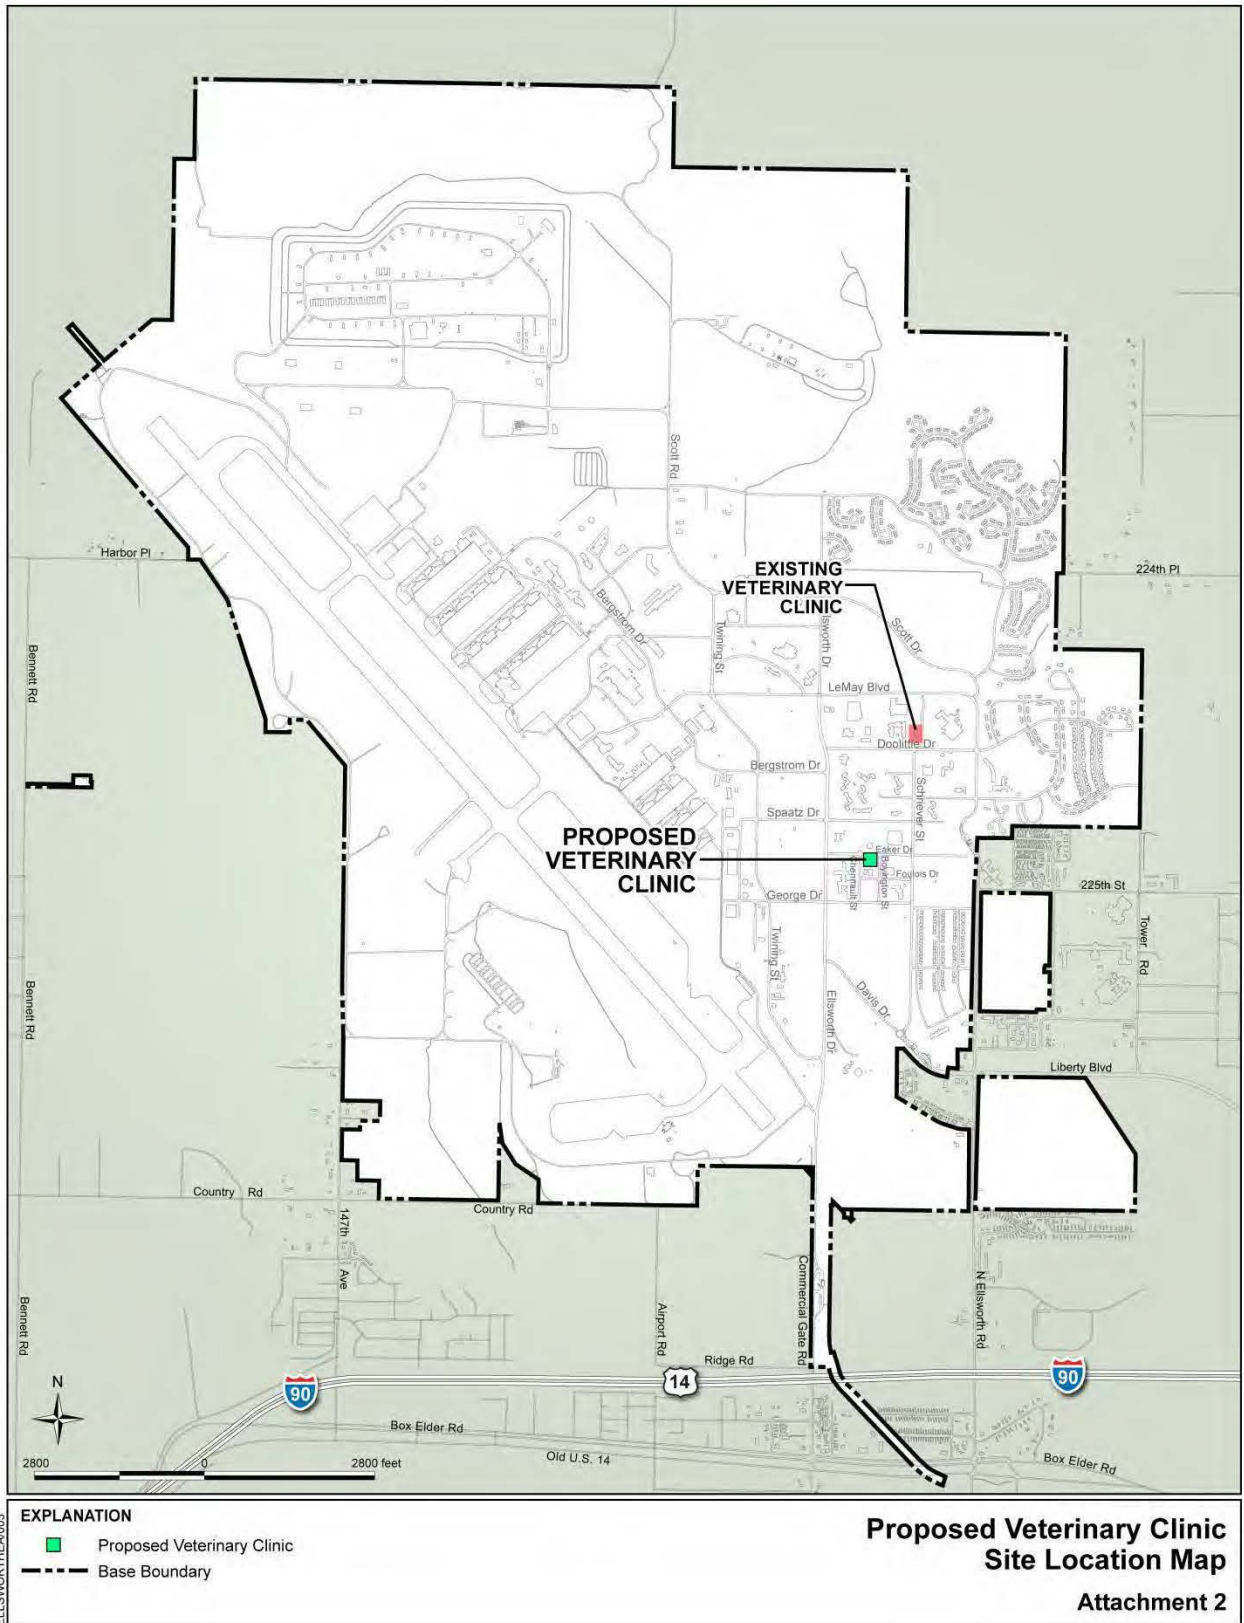 Scott Rd
Harbor Pl
EXISTING
VETERINARY
CLINIC
224th Pl
Bergstrom Dr
Twining St
llsworth Dr
Scott Dr
Bennett Rd
LeMay Blvd
Doolittle Dr
Bergstrom Dr
Schriever St
Spaatz Dr
PROPOSED
VETERINARY
CLINIC
Eaker Dr
Chennault St
Boyington St
Foulois Dr
George Dr
225th St
Tower Rd
Twining St
Davis Dr
Ellsworth Dr
Bennett Rd
Liberty Blvd
Country Rd
Country Rd
147th Ave
Commercial Gate Rd
N Ellsworth Rd
Airport Rd
Bennett Rd
Ridge Rd
N
90
14
90
Box Elder Rd
Old U.S. 14
Box Elder Rd
2800 0 2800 feet
EXPLANATION
Proposed Veterinary Clinic
Base Boundary
Proposed Veterinary Clinic
Site Location Map
Attachment 2